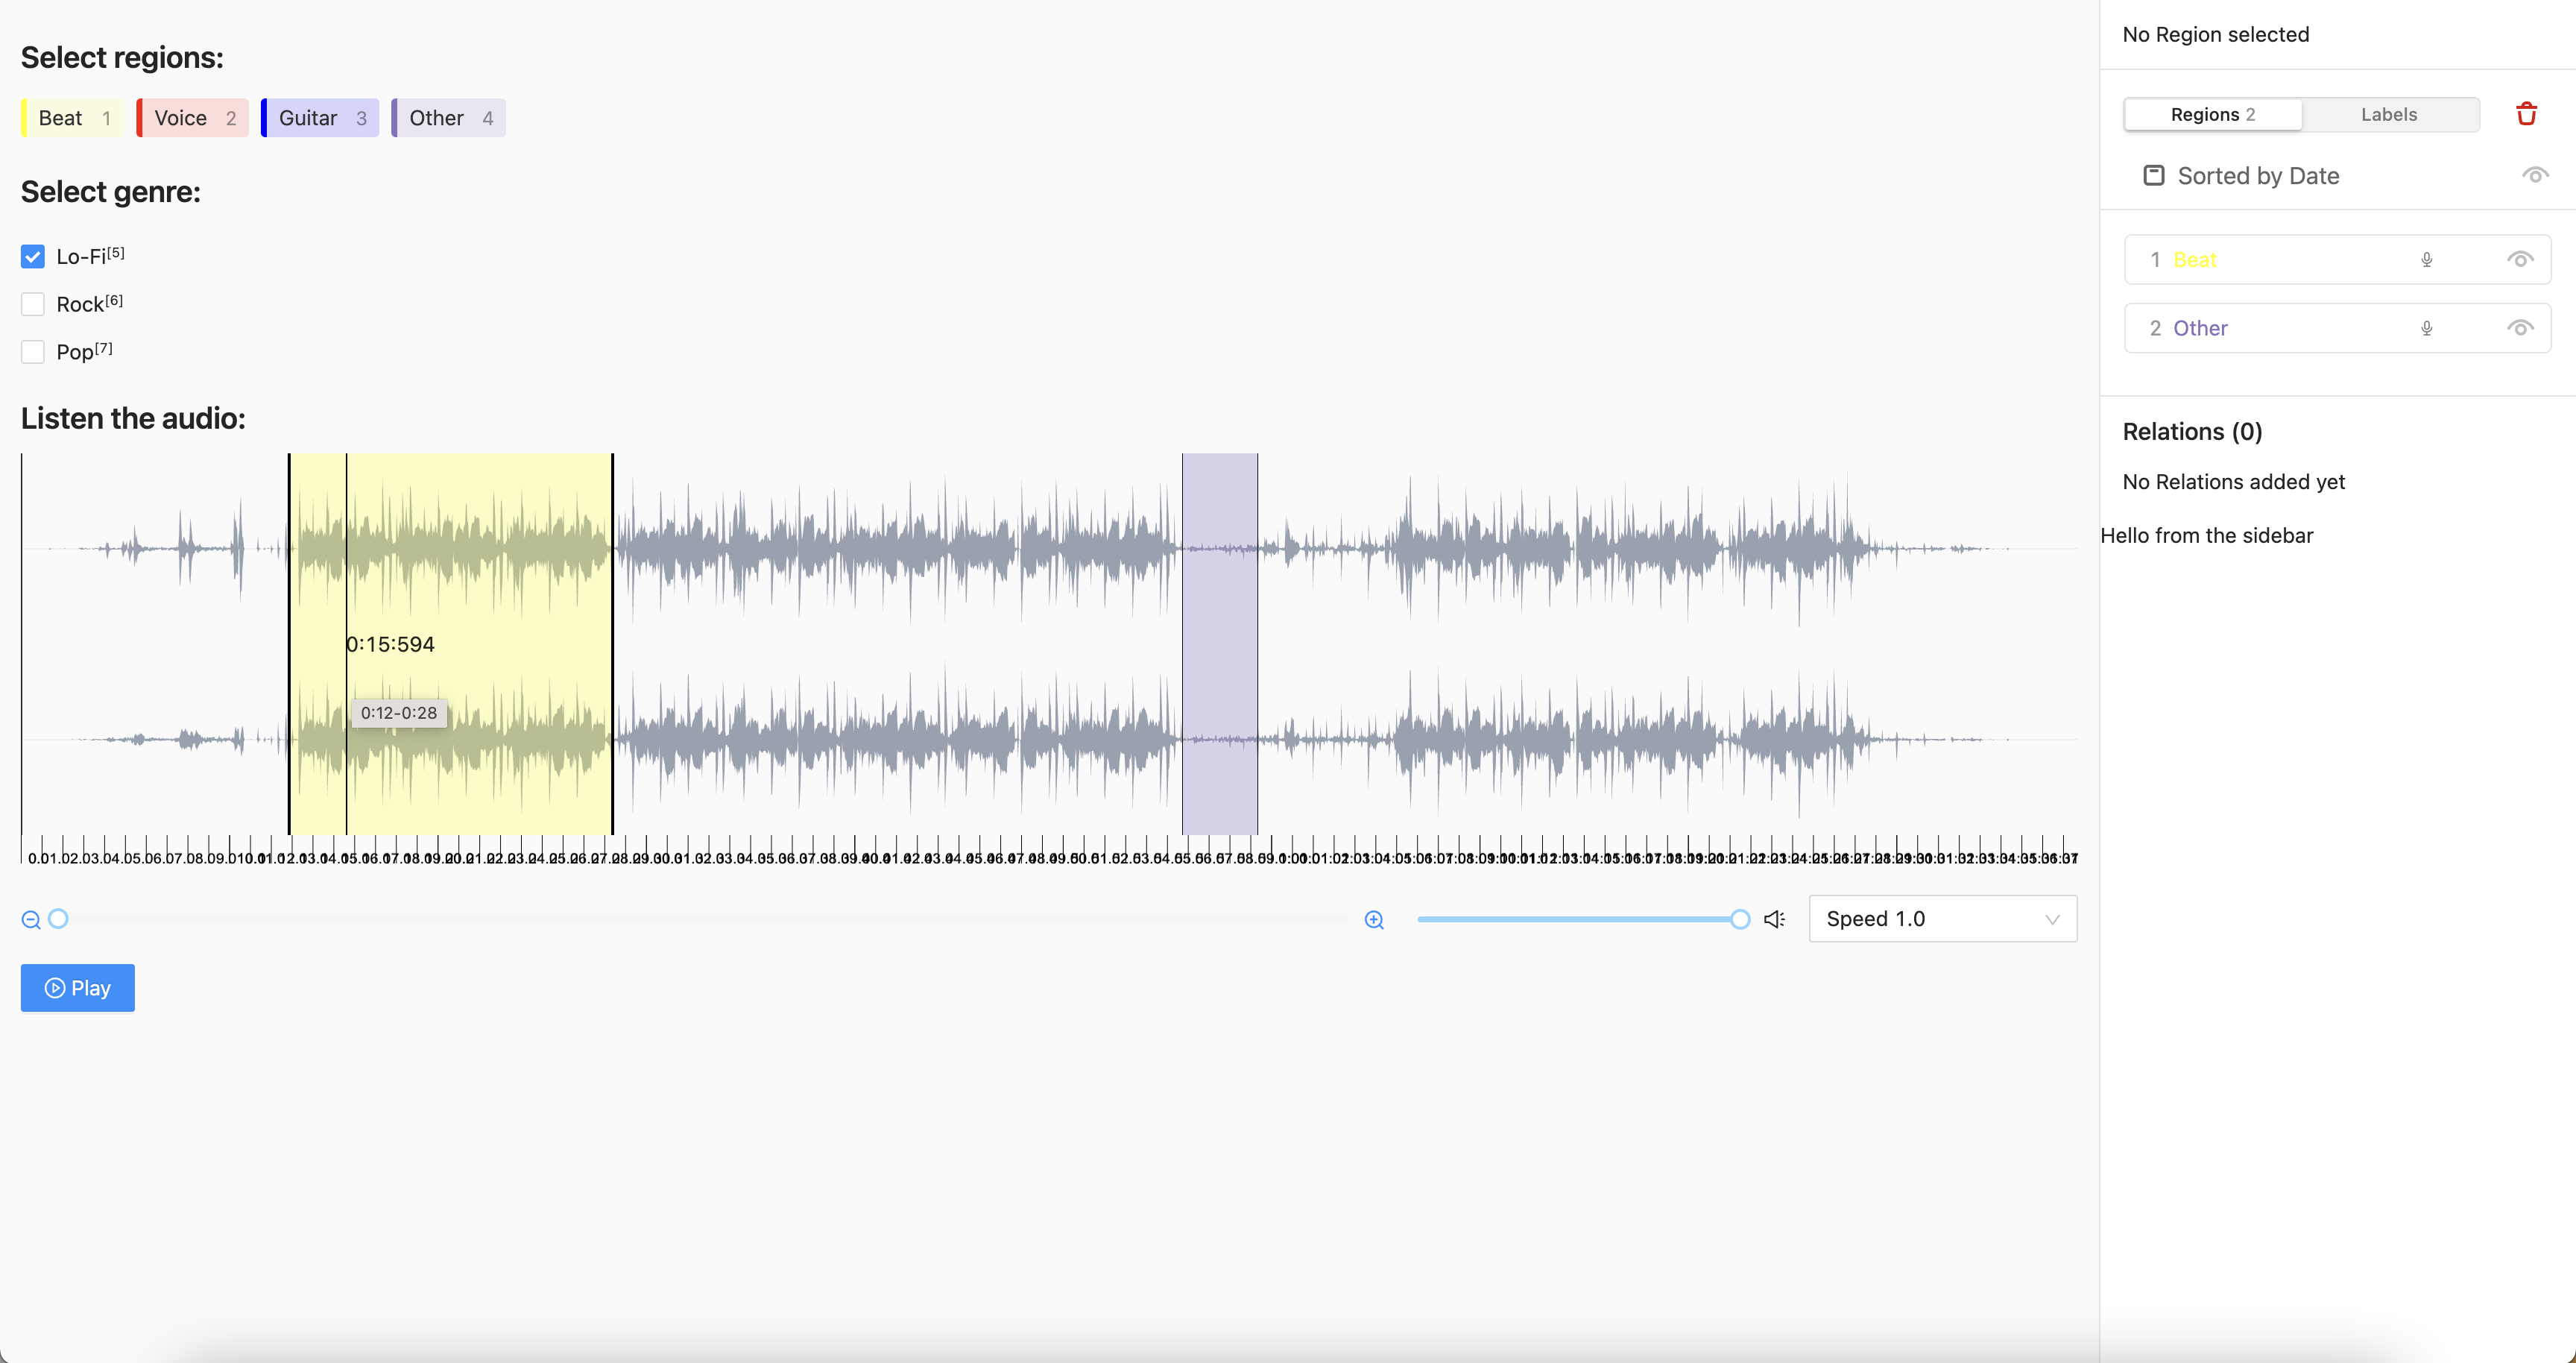 Select regions:
Beat 1 Voice 2 Guitar 3 Other 4
Select genre:
Lo-Fi[5]
Rock[6]
Pop[7]
Listen the audio:
0:15:594
0:12-0:28
Speed 1.0
Play
No Region selected
Regions 2 Labels
Sorted by Date
1 Beat
2 Other
Relations (0)
No Relations added yet
Hello from the sidebar